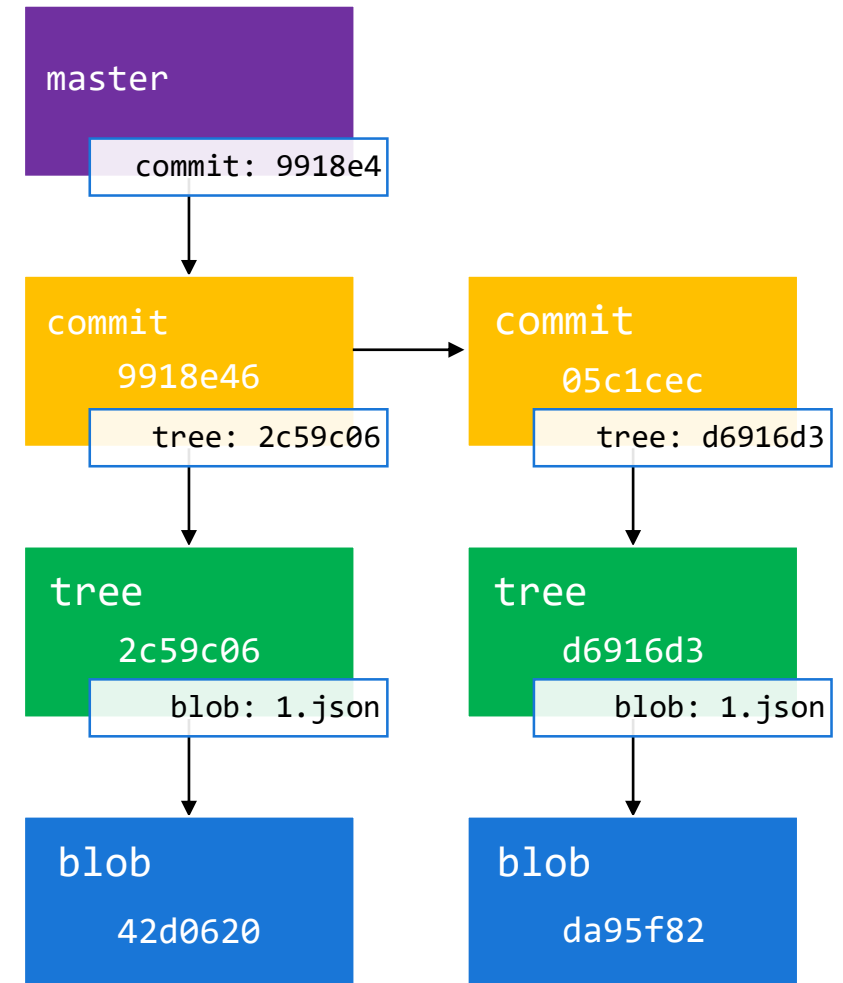 master
commit: 9918e4
commit
9918e46
tree: 2c59c06
commit
05c1cec
tree: d6916d3
tree
2c59c06
blob: 1.json
tree
d6916d3
blob: 1.json
blob
42d0620
blob
da95f82